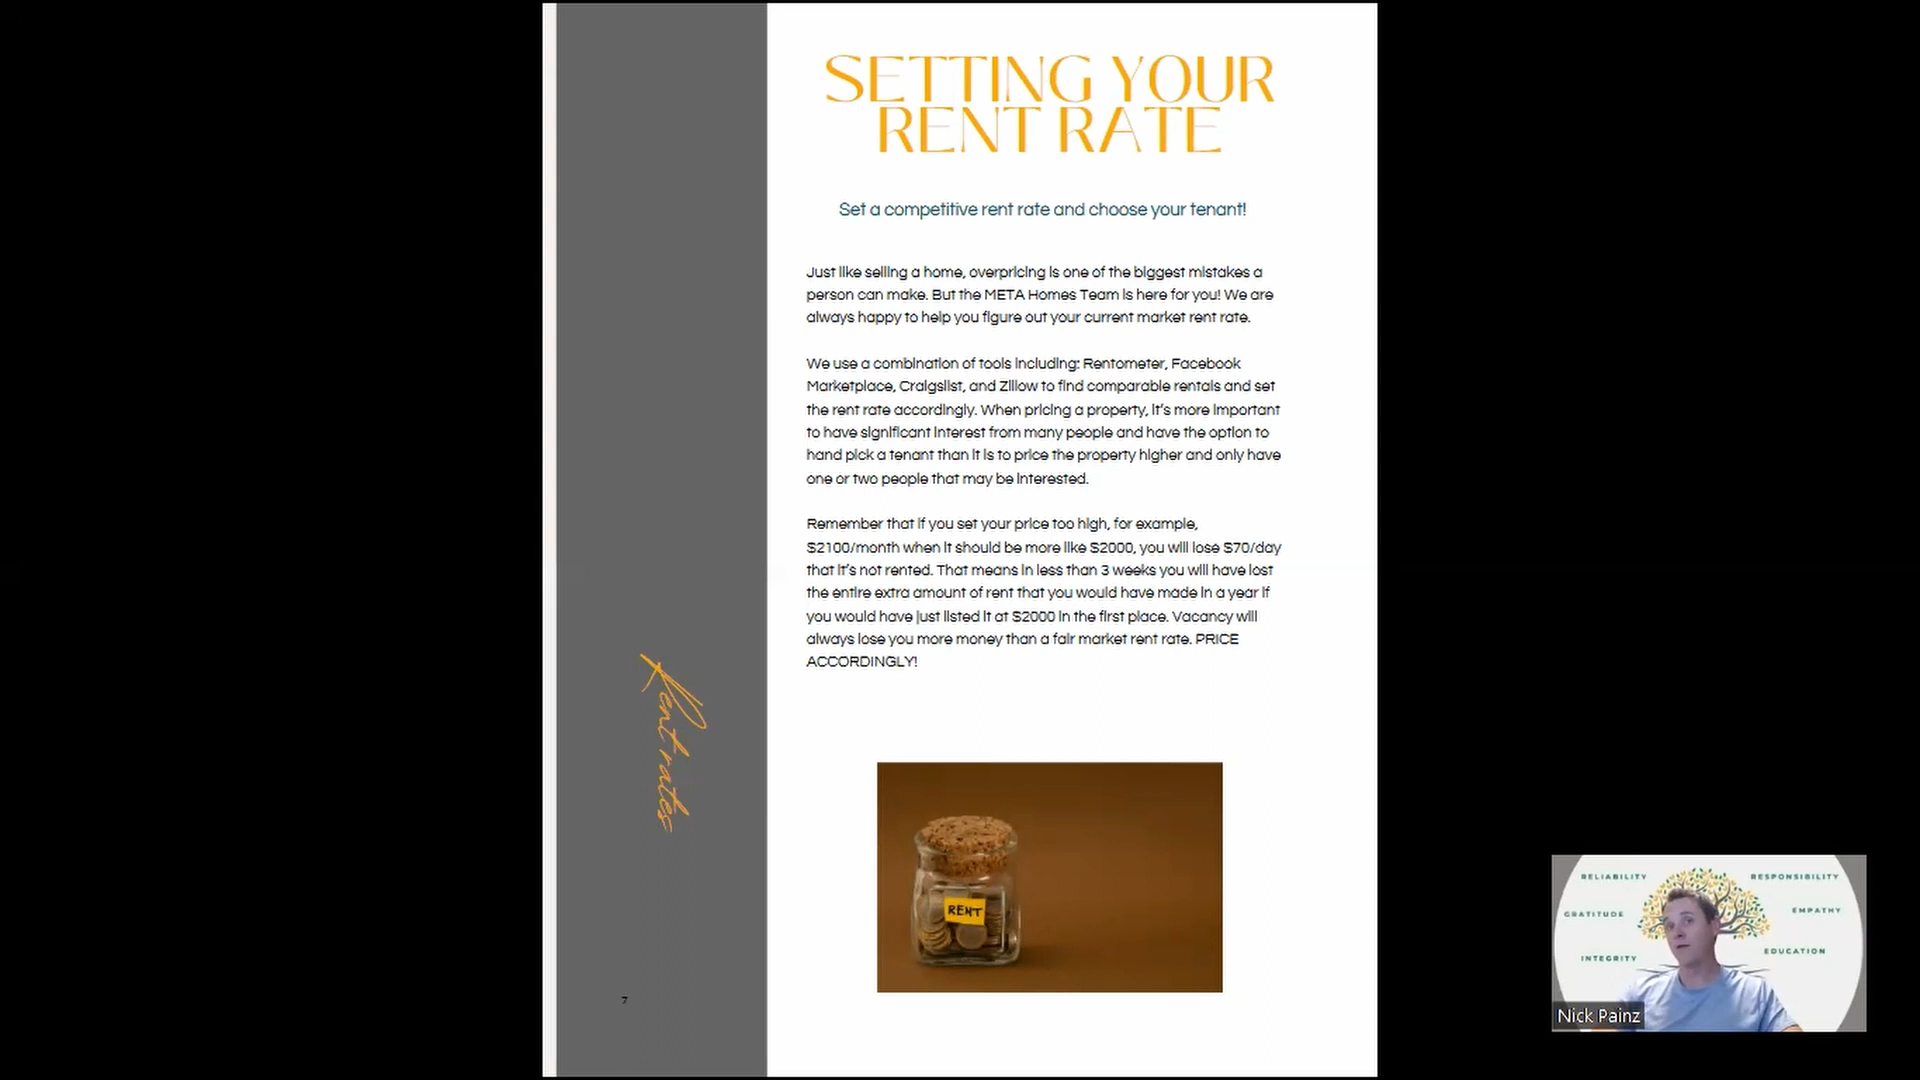 SETTING YOUR
RENT RATE
Set a competitive rent rate and choose your tenant!
Just like selling a home, overpricing is one of the biggest mistakes a
person can make. But the META Homes Team is here for you! We are
always happy to help you figure out your current market rent rate.
We use a combination of tools including: Rentometer, Facebook
Marketplace, Craigslist, and Zillow to find comparable rentals and set
the rent rate accordingly. When pricing a property, it's more important
to have significant interest from many people and have the option to
hand pick a tenant than it is to price the property higher and only have
one or two people that may be interested.
Remember that if you set your price too high, for example,
$2100/month when it should be more like $2000, you will lose $70/day
that it's not rented. That means in less than 3 weeks you will have lost
the entire extra amount of rent that you would have made in a year if
you would have just listed it at $2000 in the first place. Vacancy will
always lose you more money than a fair market rent rate. PRICE
ACCORDINGLY!
Rent rates
RENT
7
RELIABILITY
RESPONSIBILITY
GRATITUDE
EMPATHY
INTEGRITY
EDUCATION
Nick Painz